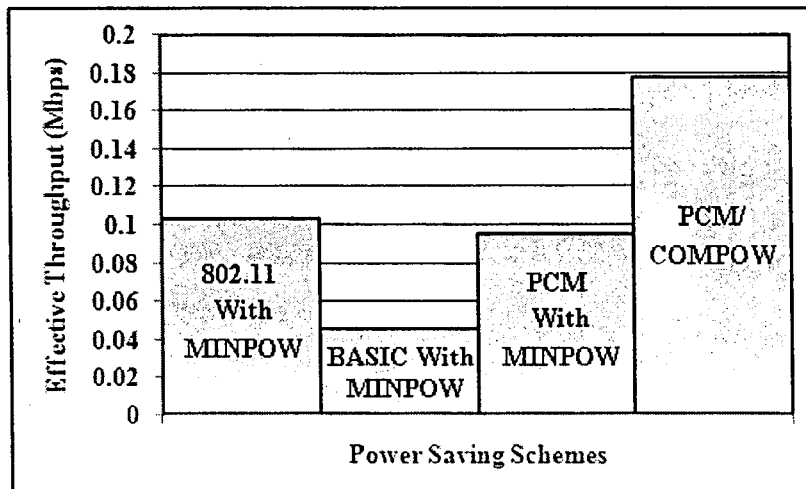 Effective Throughput (Mbps)
0.2
0.18
0.16
0.14
0.12
0.1
0.08
0.06
0.04
0.02
0
802.11
With
MINPOW
BASIC With
MINPOW
PCM
With
MINPOW
PCM/
COMPOW
Power Saving Schemes